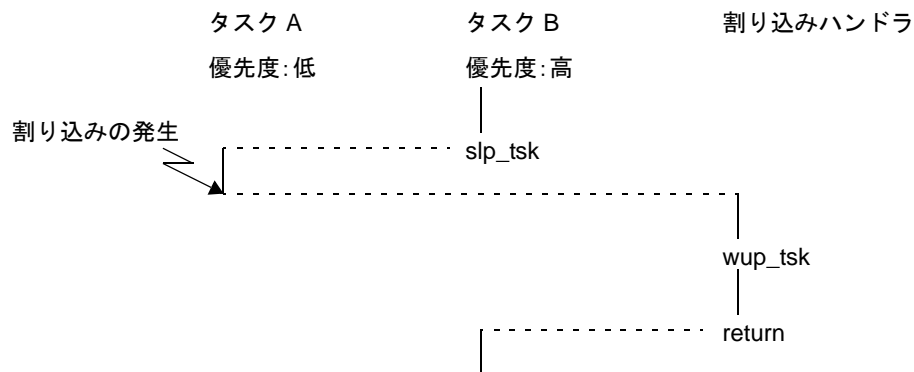 タスク A タスク B 割り込みハンドラ
優先度:低 優先度:高
割り込みの発生
slp_tsk
wup_tsk
return